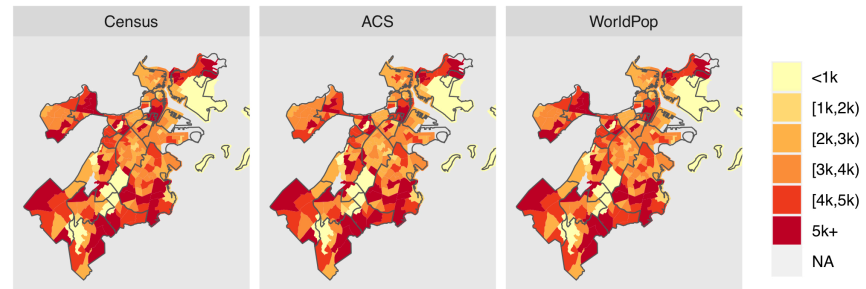 Census
ACS
WorldPop
<1k
[1k,2k)
[2k,3k)
[3k,4k)
[4k,5k)
5k+
NA